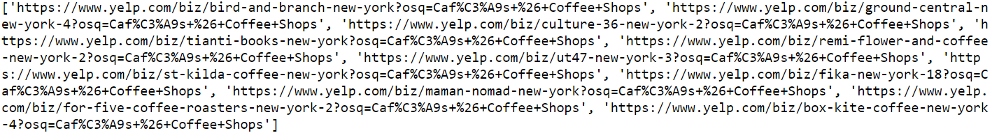 ['https://www.yelp.com/biz/bird-and-branch-new-york?osq=Caf%C3%A9s+%26+Coffee+Shops', 'https://www.yelp.com/biz/ground-central-n
ew-york-4?osq=Caf%C3%A9s+%26+Coffee+Shops', 'https://www.yelp.com/biz/culture-36-new-york-2?osq=Caf%C3%A9s+%26+Coffee+Shops', 'h
ttps://www.yelp.com/biz/tianti-books-new-york?osq=Caf%C3%A9s+%26+Coffee+Shops', 'https://www.yelp.com/biz/remi-flower-and-coffee
-new-york-2?osq=Caf%C3%A9s+%26+Coffee+Shops', 'https://www.yelp.com/biz/ut47-new-york-3?osq=Caf%C3%A9s+%26+Coffee+Shops', 'http
s://www.yelp.com/biz/st-kilda-coffee-new-york?osq=Caf%C3%A9s+%26+Coffee+Shops', 'https://www.yelp.com/biz/fika-new-york-18?osq=C
af%C3%A9s+%26+Coffee+Shops', 'https://www.yelp.com/biz/maman-nomad-new-york?osq=Caf%C3%A9s+%26+Coffee+Shops', 'https://www.yelp.
com/biz/for-five-coffee-roasters-new-york-2?osq=Caf%C3%A9s+%26+Coffee+Shops', 'https://www.yelp.com/biz/box-kite-coffee-new-york
-4?osq=Caf%C3%A9s+%26+Coffee+Shops']